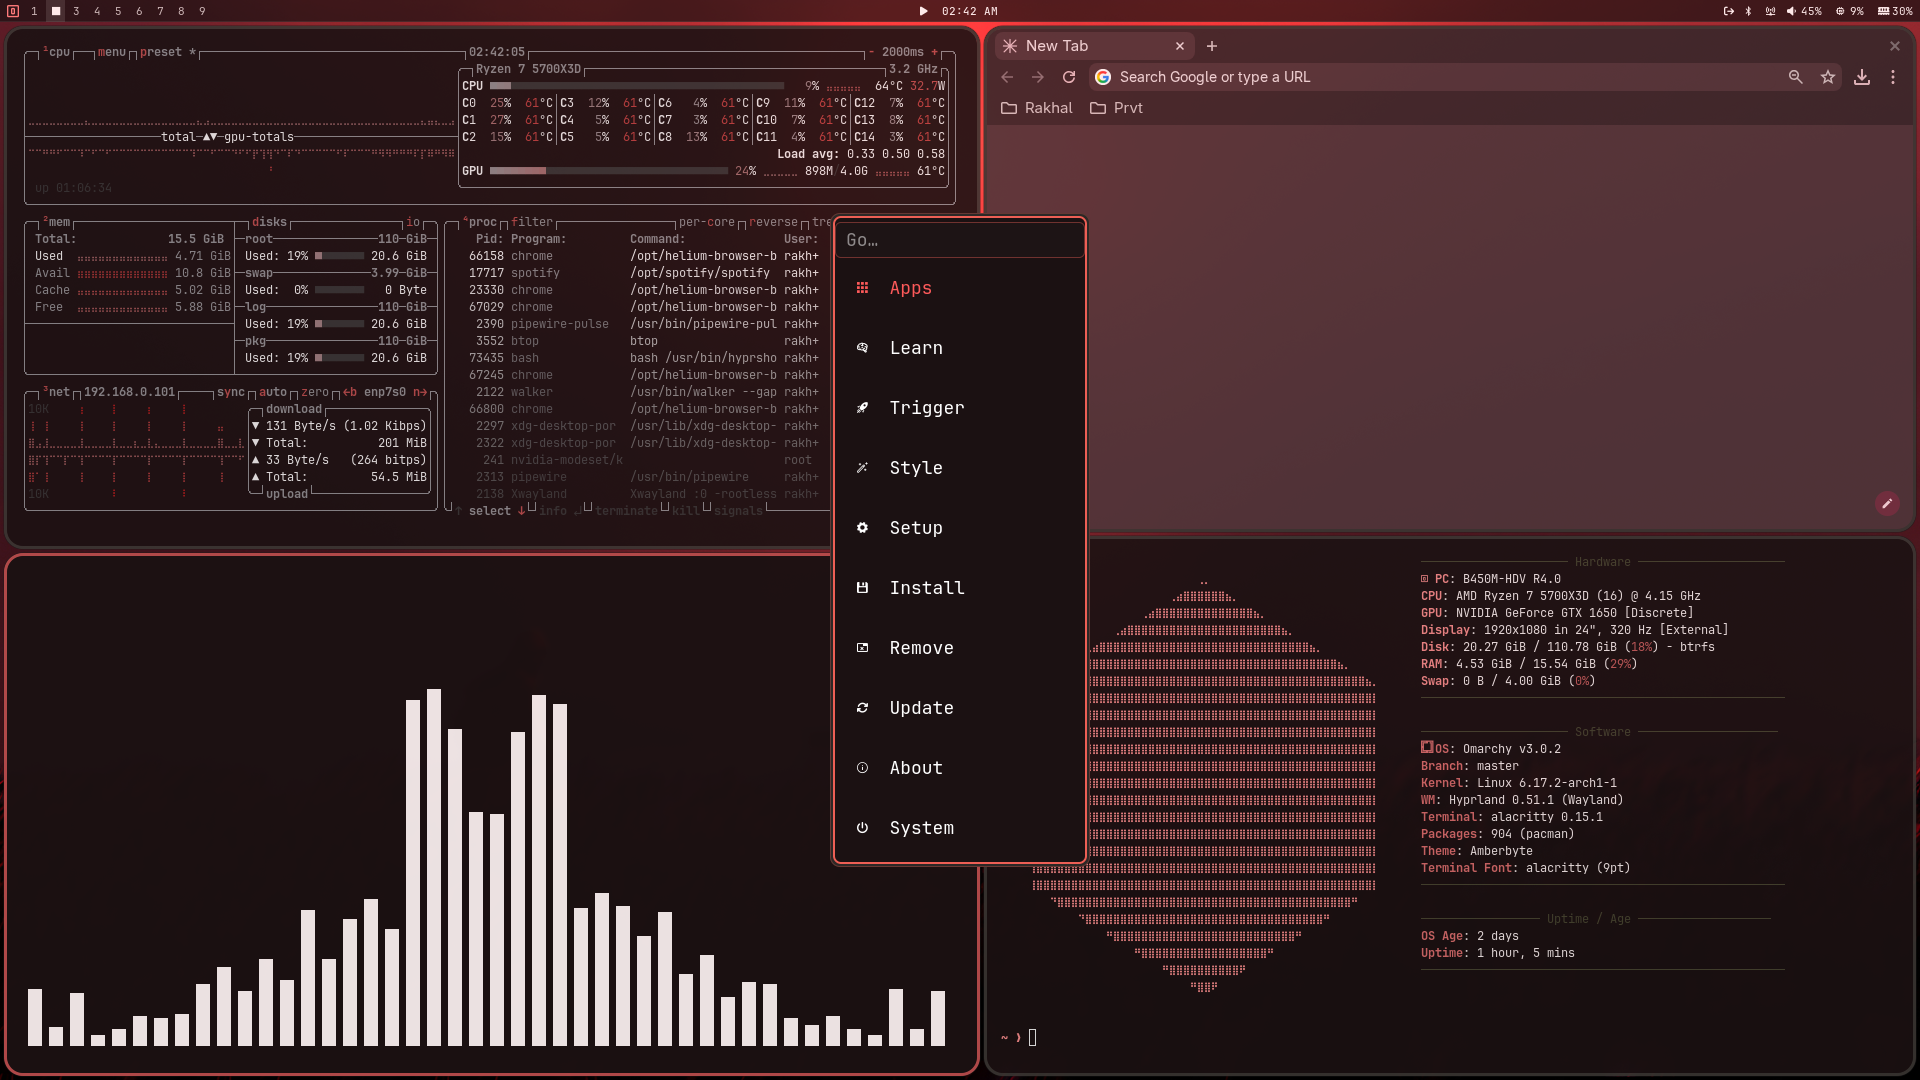 1 3 4 5 6 7 8 9
02:42 AM
45% 9% 30%
¹cpu menu preset * 02:42:05 - 2000ms +
Ryzen 7 5700X3D 3.2 GHz
CPU 9% 64°C 32.7W
C0 25% 61°C C3 12% 61°C C6 4% 61°C C9 11% 61°C C12 7% 61°C
C1 27% 61°C C4 5% 61°C C7 3% 61°C C10 7% 61°C C13 8% 61°C
C2 15% 61°C C5 5% 61°C C8 13% 61°C C11 4% 61°C C14 3% 61°C
total ▲▼ gpu-totals
Load avg: 0.33 0.50 0.58
GPU 24% 898M/4.0G 61°C
up 01:06:34
²mem
Total: 15.5 GiB
Used 4.71 GiB
Avail 10.8 GiB
Cache 5.02 GiB
Free 5.88 GiB
disks io
root 110 GiB
Used: 19% 20.6 GiB
swap 3.99 GiB
Used: 0% 0 Byte
log 110 GiB
Used: 19% 20.6 GiB
pkg 110 GiB
Used: 19% 20.6 GiB
³net 192.168.0.101 sync auto zero ←b enp7s0 n→
10K
download
▼ 131 Byte/s (1.02 Kibps)
▼ Total: 201 MiB
▲ 33 Byte/s (264 bitps)
▲ Total: 54.5 MiB
10K
upload
⁴proc filter per-core reverse tre
Pid: Program: Command: User:
66158 chrome /opt/helium-browser-b rakh+
17717 spotify /opt/spotify/spotify rakh+
23330 chrome /opt/helium-browser-b rakh+
67029 chrome /opt/helium-browser-b rakh+
2390 pipewire-pulse /usr/bin/pipewire-pul rakh+
3552 btop btop rakh+
73435 bash bash /usr/bin/hyprsho rakh+
67245 chrome /opt/helium-browser-b rakh+
2122 walker /usr/bin/walker --gap rakh+
66800 chrome /opt/helium-browser-b rakh+
2297 xdg-desktop-por /usr/lib/xdg-desktop- rakh+
2322 xdg-desktop-por /usr/lib/xdg-desktop- rakh+
241 nvidia-modeset/k root
2313 pipewire /usr/bin/pipewire rakh+
2138 Xwayland Xwayland :0 -rootless rakh+
↑ select ↓ info ↲ terminate kill signals
New Tab
Search Google or type a URL
Rakhal Prvt
Go…
Apps
Learn
Trigger
Style
Setup
Install
Remove
Update
About
System
Hardware
PC: B450M-HDV R4.0
CPU: AMD Ryzen 7 5700X3D (16) @ 4.15 GHz
GPU: NVIDIA GeForce GTX 1650 [Discrete]
Display: 1920x1080 in 24", 320 Hz [External]
Disk: 20.27 GiB / 110.78 GiB (18%) - btrfs
RAM: 4.53 GiB / 15.54 GiB (29%)
Swap: 0 B / 4.00 GiB (0%)
Software
OS: Omarchy v3.0.2
Branch: master
Kernel: Linux 6.17.2-arch1-1
WM: Hyprland 0.51.1 (Wayland)
Terminal: alacritty 0.15.1
Packages: 904 (pacman)
Theme: Amberbyte
Terminal Font: alacritty (9pt)
Uptime / Age
OS Age: 2 days
Uptime: 1 hour, 5 mins
~ ❯